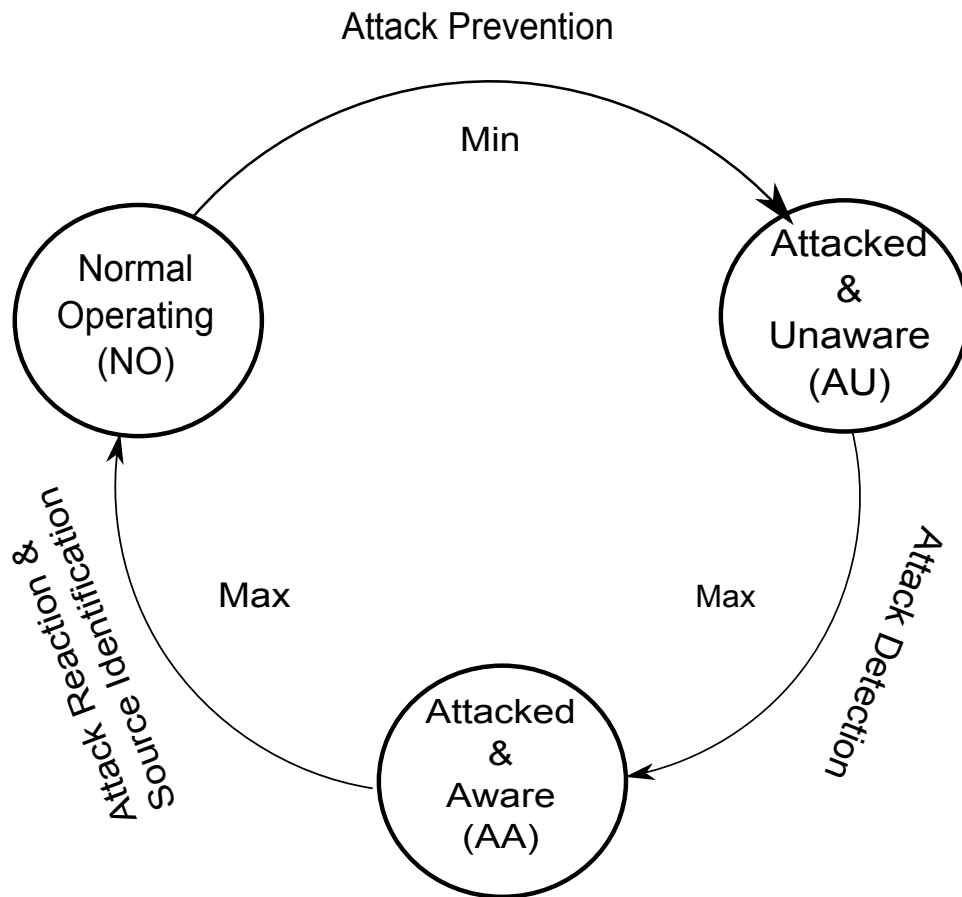 Attack Prevention
Min
Normal
Operating
(NO)
Attacked
&
Unaware
(AU)
Attack Reaction &
Source Identification
Max
Max
Attack Detection
Attacked
&
Aware
(AA)